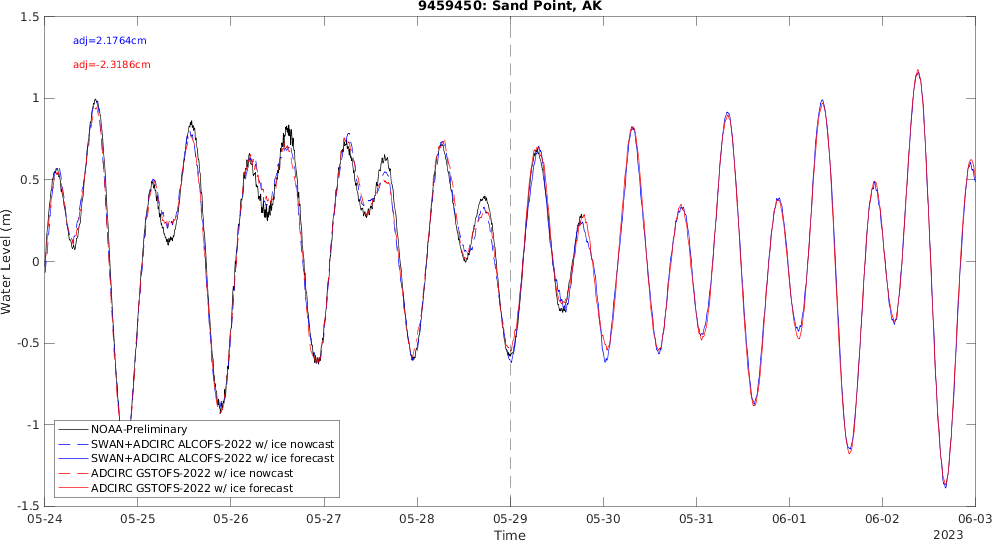 9459450: Sand Point, AK
adj=2.1764cm
adj=-2.3186cm
1.5
1
0.5
0
-0.5
-1
-1.5
Water Level (m)
NOAA-Preliminary
SWAN+ADCIRC ALCOFS-2022 w/ ice nowcast
SWAN+ADCIRC ALCOFS-2022 w/ ice forecast
ADCIRC GSTOFS-2022 w/ ice nowcast
ADCIRC GSTOFS-2022 w/ ice forecast
05-24 05-25 05-26 05-27 05-28 05-29 05-30 05-31 06-01 06-02 06-03
Time
2023